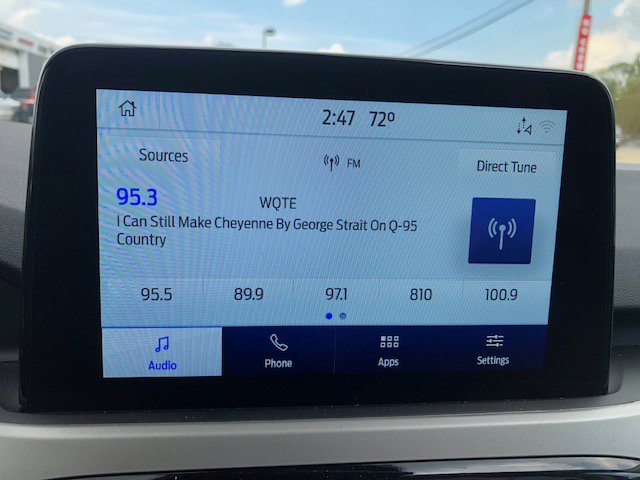 2:47 72º
Sources
FM
Direct Tune
95.3
WQTE
I Can Still Make Cheyenne By George Strait On Q-95
Country
95.5 89.9 97.1 810 100.9
Audio Phone Apps Settings